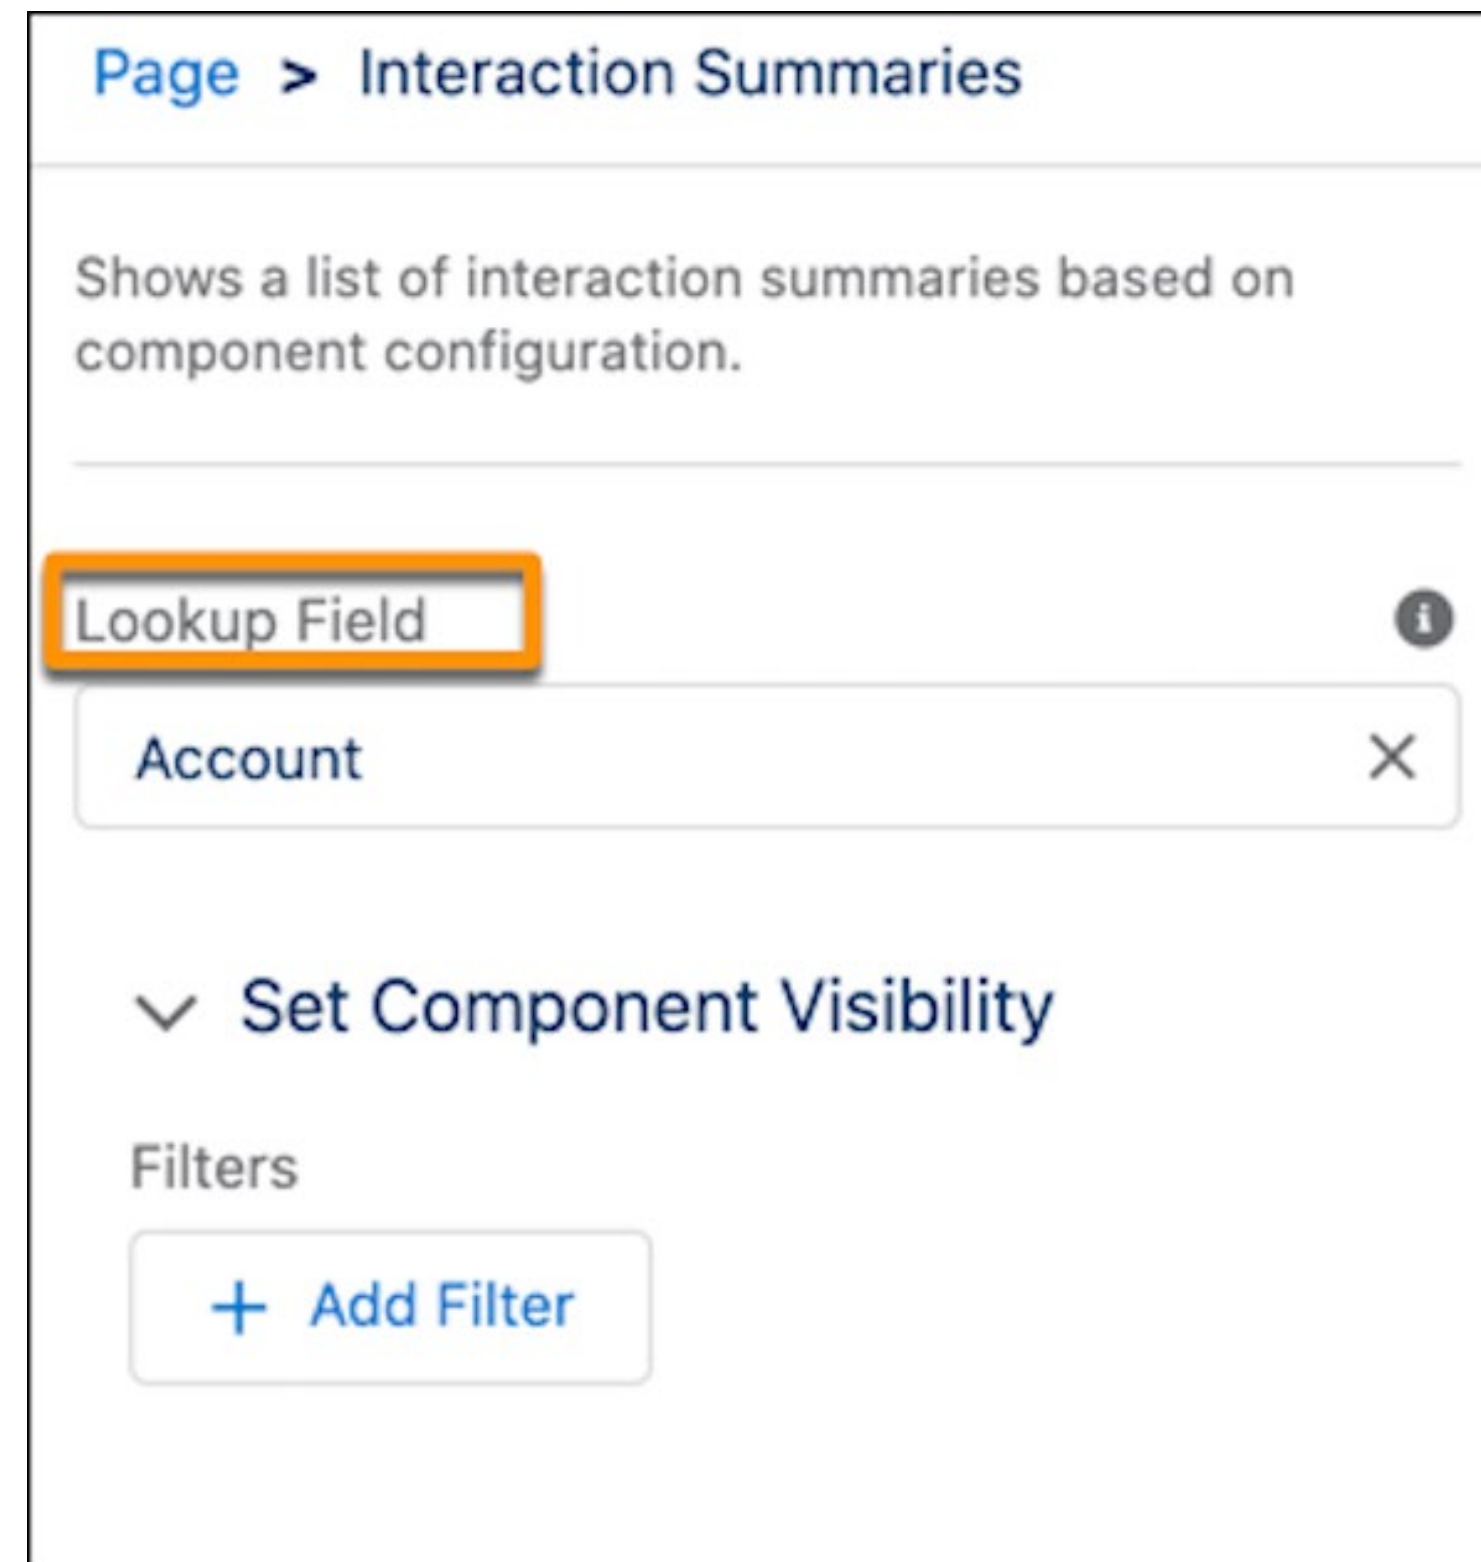 Page > Interaction Summaries
Shows a list of interaction summaries based on
component configuration.
Lookup Field
Account
Set Component Visibility
Filters
+ Add Filter